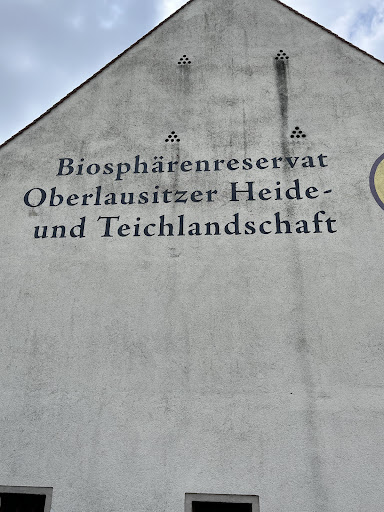 Biosphärenreservat
Oberlausitzer Heide-
und Teichlandschaft